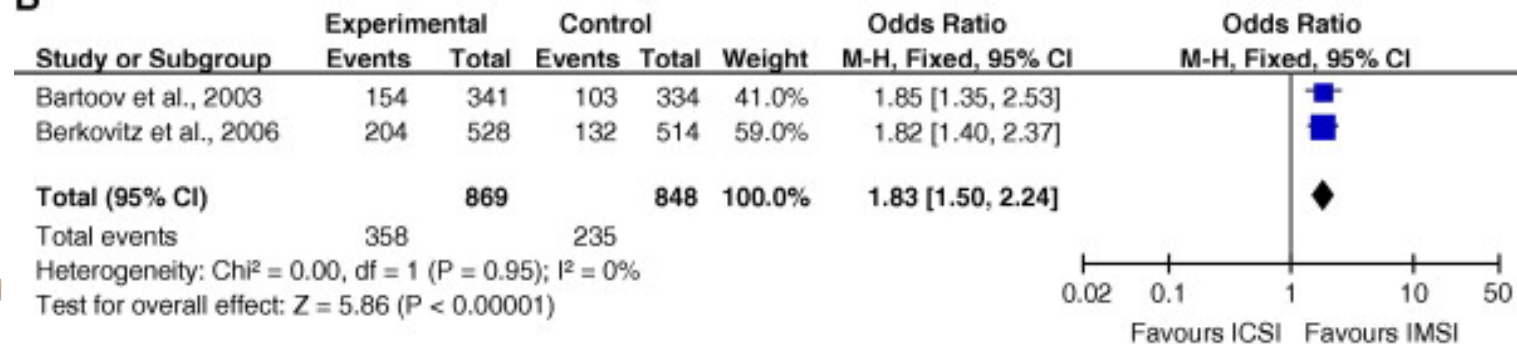 B
Experimental Control Odds Ratio Odds Ratio
Study or Subgroup Events Total Events Total Weight M-H, Fixed, 95% CI M-H, Fixed, 95% CI
Bartoov et al., 2003 154 341 103 334 41.0% 1.85 [1.35, 2.53]
Berkovitz et al., 2006 204 528 132 514 59.0% 1.82 [1.40, 2.37]
Total (95% CI) 869 848 100.0% 1.83 [1.50, 2.24]
Total events 358 235
Heterogeneity: Chi² = 0.00, df = 1 (P = 0.95); I² = 0%
Test for overall effect: Z = 5.86 (P < 0.00001)
0.02 0.1 1 10 50
Favours ICSI Favours IMSI